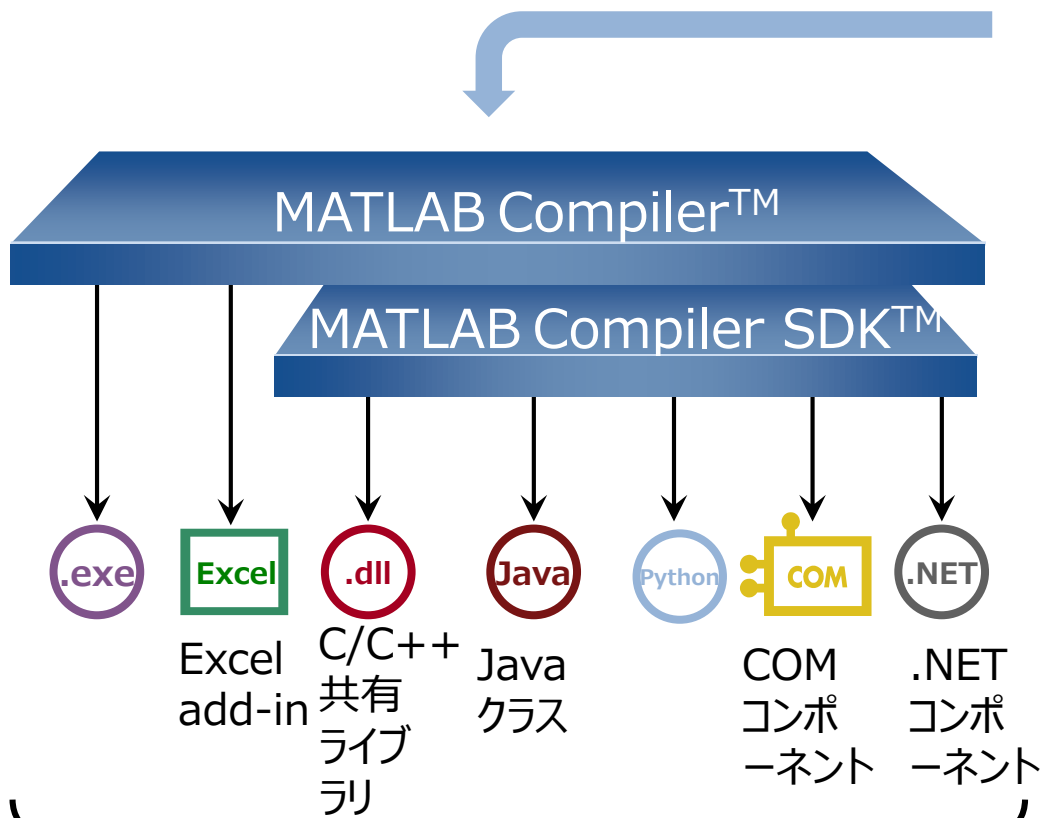 MATLAB Compiler™
MATLAB Compiler SDK™
.exe
Excel
.dll
Java
Python
COM
.NET
Excel
add-in
C/C++
共有
ライブ
ラリ
Java
クラス
COM
コンポ
ーネント
.NET
コンポ
ーネント